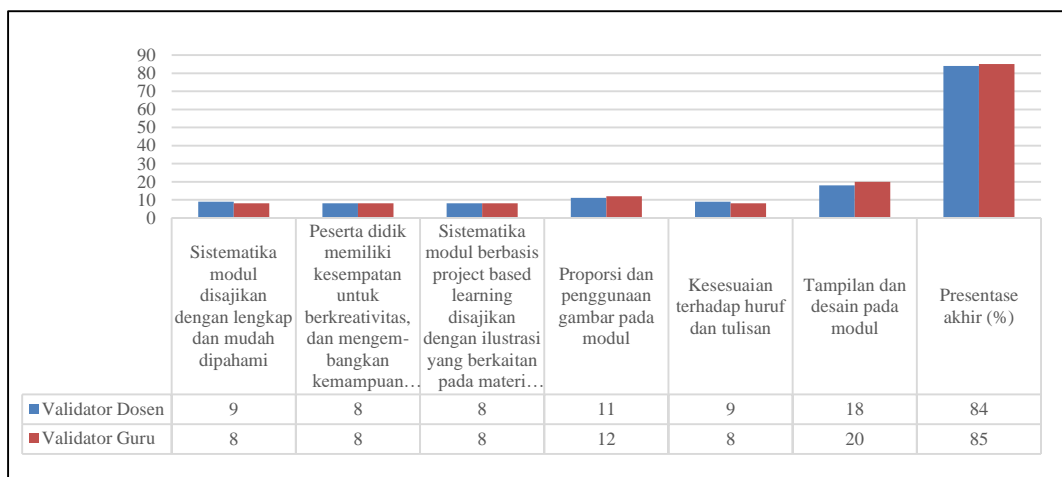 90
80
70
60
50
40
30
20
10
0
Sistematika
modul
disajikan
dengan lengkap
dan mudah
dipahami
Peserta didik
memiliki
kesempatan
untuk
berkreativitas,
dan mengem-
bangkan
kemampuan…
Sistematika
modul berbasis
project based
learning
disajikan
dengan ilustrasi
yang berkaitan
pada materi…
Proporsi dan
penggunaan
gambar pada
modul
Kesesuaian
terhadap huruf
dan tulisan
Tampilan dan
desain pada
modul
Presentase
akhir (%)
Validator Dosen 9 8 8 11 9 18 84
Validator Guru 8 8 8 12 8 20 85